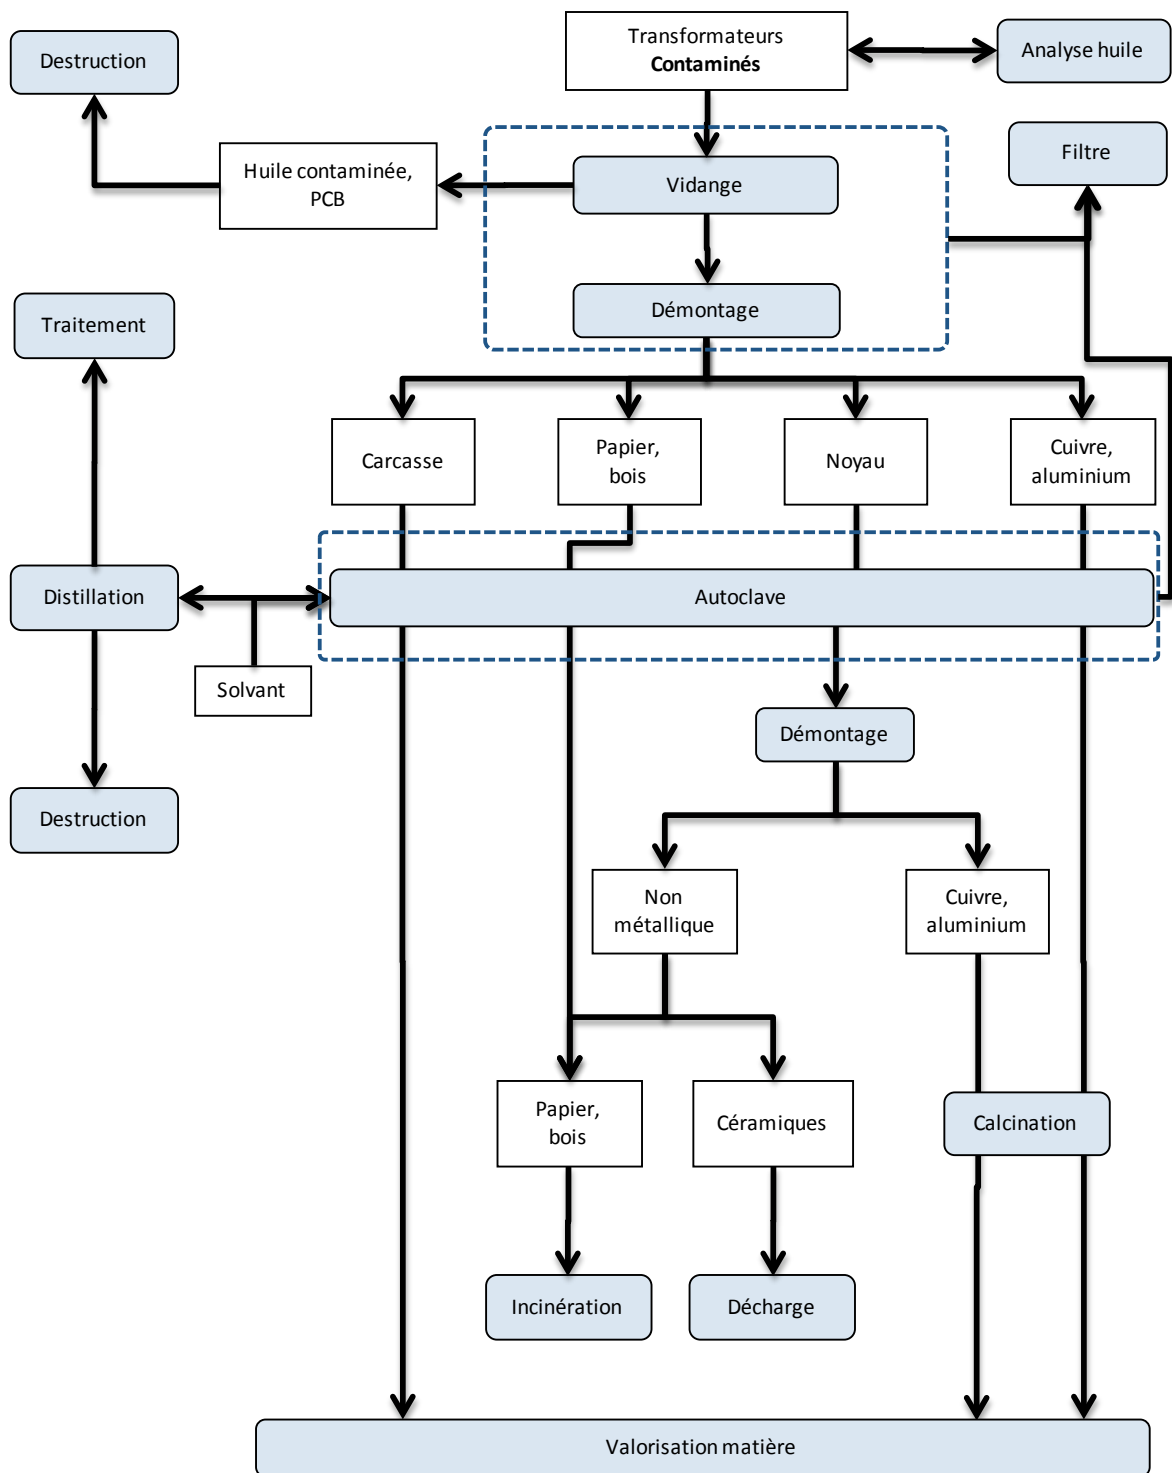 Transformateurs
Contaminés
Analyse huile
Destruction
Filtre
Huile contaminée,
PCB
Vidange
Démontage
Traitement
Carcasse
Papier,
bois
Noyau
Cuivre,
aluminium
Distillation
Autoclave
Solvant
Démontage
Destruction
Non
métallique
Cuivre,
aluminium
Papier,
bois
Céramiques
Calcination
Incinération
Décharge
Valorisation matière